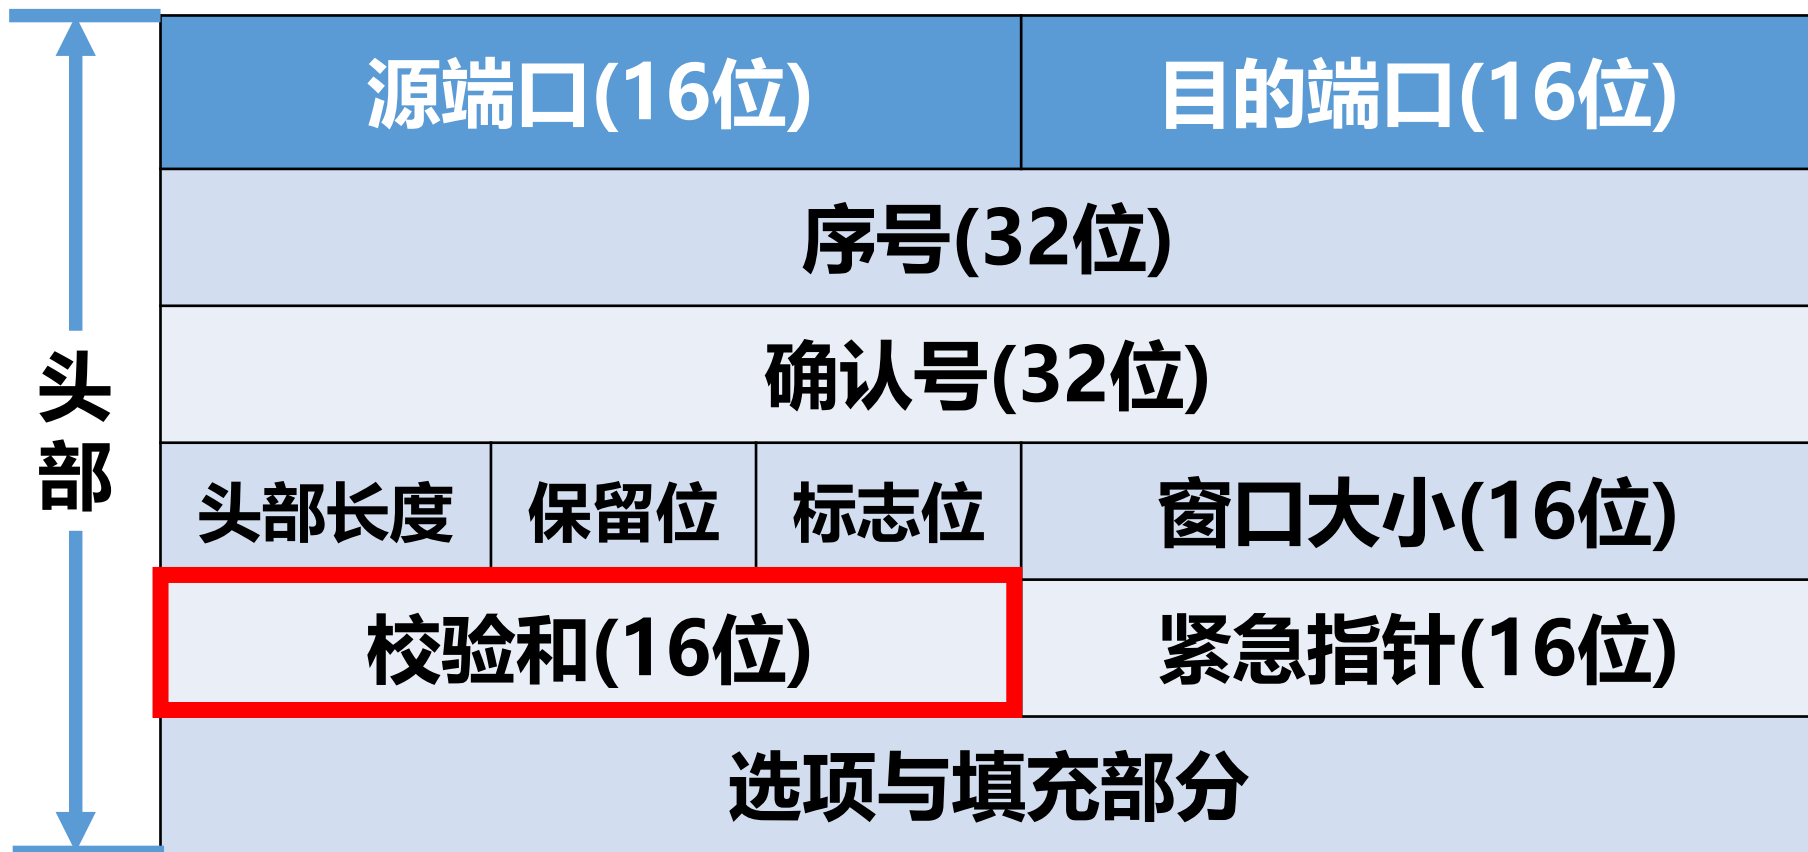 源端口(16位) 目的端口(16位)
序号(32位)
确认号(32位)
头部
头部长度 保留位 标志位 窗口大小(16位)
校验和(16位) 紧急指针(16位)
选项与填充部分